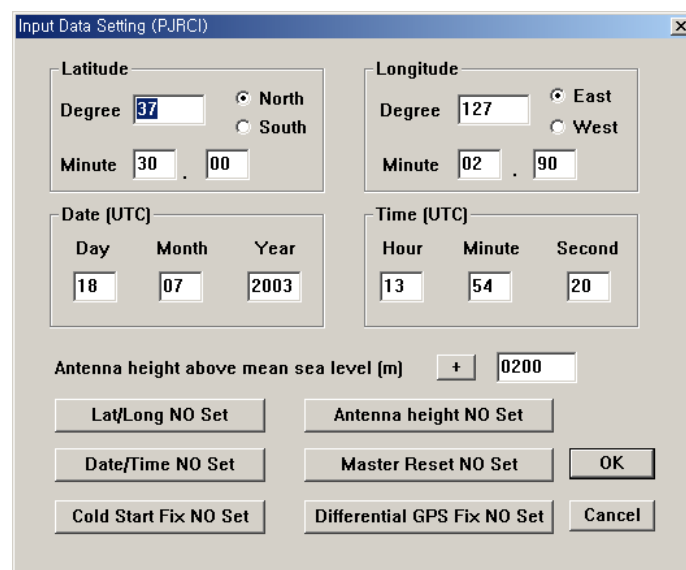 Input Data Setting (PJRCI)
Latitude
Degree 37 North
South
Minute 30 . 00
Longitude
Degree 127 East
West
Minute 02 . 90
Date (UTC)
Day Month Year
18 07 2003
Time (UTC)
Hour Minute Second
13 54 20
Antenna height above mean sea level (m) + 0200
Lat/Long NO Set
Antenna height NO Set
Date/Time NO Set
Master Reset NO Set
OK
Cold Start Fix NO Set
Differential GPS Fix NO Set
Cancel